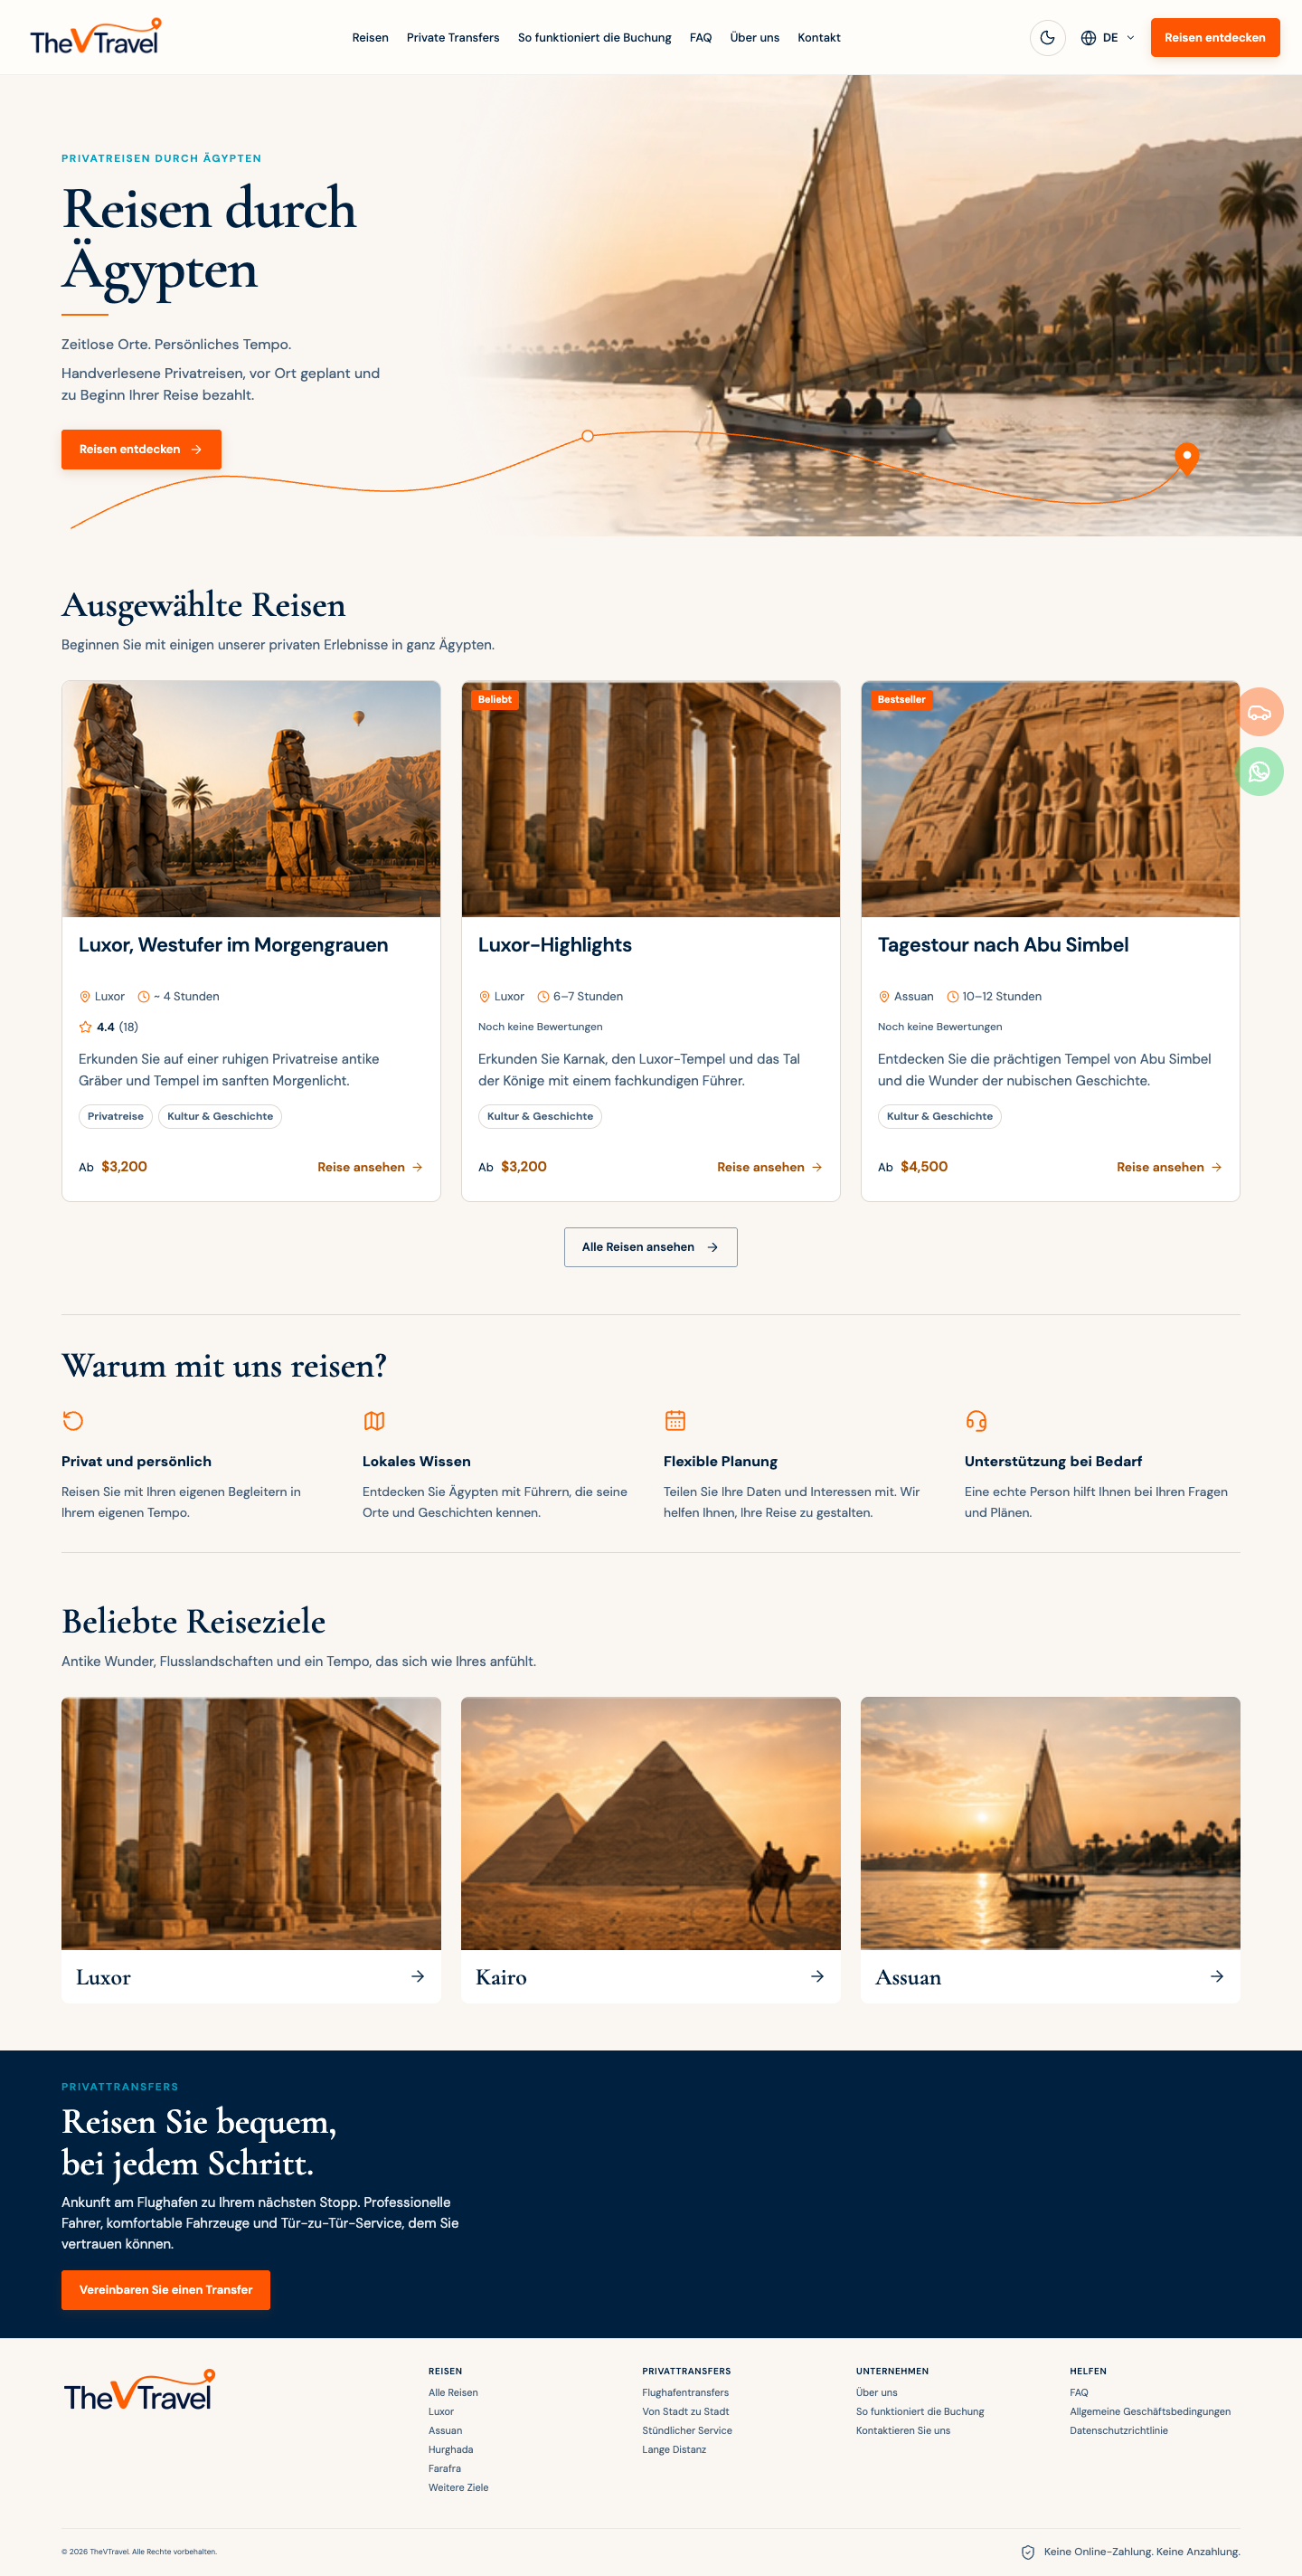 TheVTravel
Reisen
Private Transfers
So funktioniert die Buchung
FAQ
Über uns
Kontakt
DE
Reisen entdecken
PRIVATREISEN DURCH ÄGYPTEN
Reisen durch
Ägypten
Zeitlose Orte. Persönliches Tempo.
Handverlesene Privatreisen, vor Ort geplant und
zu Beginn Ihrer Reise bezahlt.
Reisen entdecken
Ausgewählte Reisen
Beginnen Sie mit einigen unserer privaten Erlebnisse in ganz Ägypten.
Luxor, Westufer im Morgengrauen
Luxor
~ 4 Stunden
4.4 (18)
Erkunden Sie auf einer ruhigen Privatreise antike
Gräber und Tempel im sanften Morgenlicht.
Privatreise
Kultur & Geschichte
Ab $3,200
Reise ansehen
Beliebt
Luxor-Highlights
Luxor
6–7 Stunden
Noch keine Bewertungen
Erkunden Sie Karnak, den Luxor-Tempel und das Tal
der Könige mit einem fachkundigen Führer.
Kultur & Geschichte
Ab $3,200
Reise ansehen
Bestseller
Tagestour nach Abu Simbel
Assuan
10–12 Stunden
Noch keine Bewertungen
Entdecken Sie die prächtigen Tempel von Abu Simbel
und die Wunder der nubischen Geschichte.
Kultur & Geschichte
Ab $4,500
Reise ansehen
Alle Reisen ansehen
Warum mit uns reisen?
Privat und persönlich
Reisen Sie mit Ihren eigenen Begleitern in
Ihrem eigenen Tempo.
Lokales Wissen
Entdecken Sie Ägypten mit Führern, die seine
Orte und Geschichten kennen.
Flexible Planung
Teilen Sie Ihre Daten und Interessen mit. Wir
helfen Ihnen, Ihre Reise zu gestalten.
Unterstützung bei Bedarf
Eine echte Person hilft Ihnen bei Ihren Fragen
und Plänen.
Beliebte Reiseziele
Antike Wunder, Flusslandschaften und ein Tempo, das sich wie Ihres anfühlt.
Luxor
Kairo
Assuan
PRIVATTRANSFERS
Reisen Sie bequem,
bei jedem Schritt.
Ankunft am Flughafen zu Ihrem nächsten Stopp. Professionelle
Fahrer, komfortable Fahrzeuge und Tür-zu-Tür-Service, dem Sie
vertrauen können.
Vereinbaren Sie einen Transfer
TheVTravel
REISEN
Alle Reisen
Luxor
Assuan
Hurghada
Farafra
Weitere Ziele
PRIVATTRANSFERS
Flughafentransfers
Von Stadt zu Stadt
Stündlicher Service
Lange Distanz
UNTERNEHMEN
Über uns
So funktioniert die Buchung
Kontaktieren Sie uns
HELFEN
FAQ
Allgemeine Geschäftsbedingungen
Datenschutzrichtlinie
© 2026 TheVTravel. Alle Rechte vorbehalten.
Keine Online-Zahlung. Keine Anzahlung.